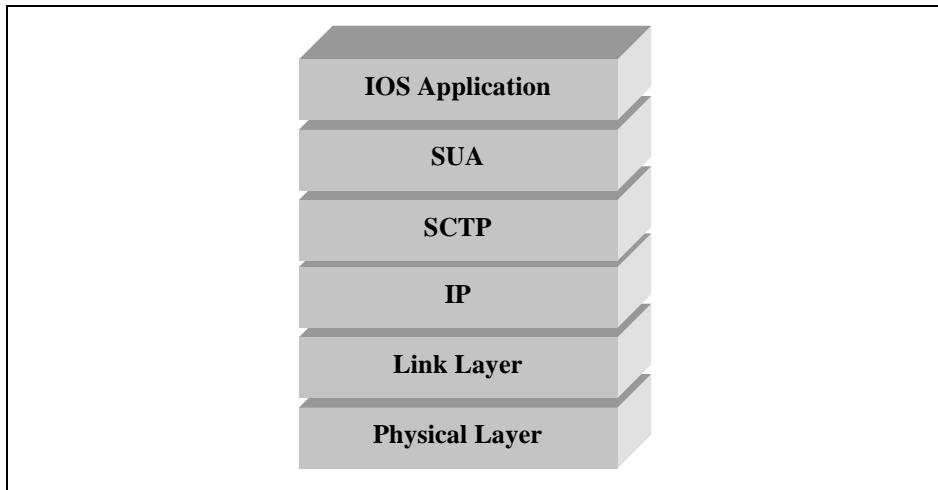 IOS Application
SUA
SCTP
IP
Link Layer
Physical Layer